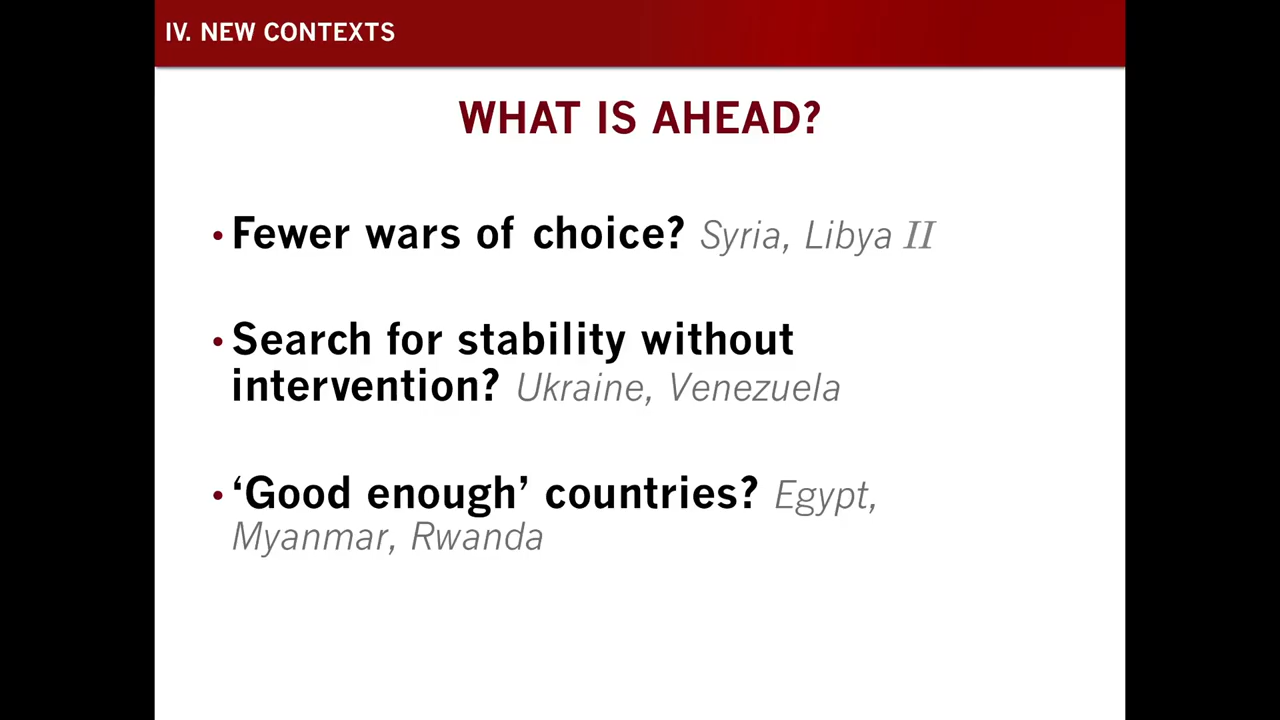 IV. NEW CONTEXTS
WHAT IS AHEAD?
• Fewer wars of choice? Syria, Libya II
• Search for stability without
intervention? Ukraine, Venezuela
• ‘Good enough’ countries? Egypt,
Myanmar, Rwanda